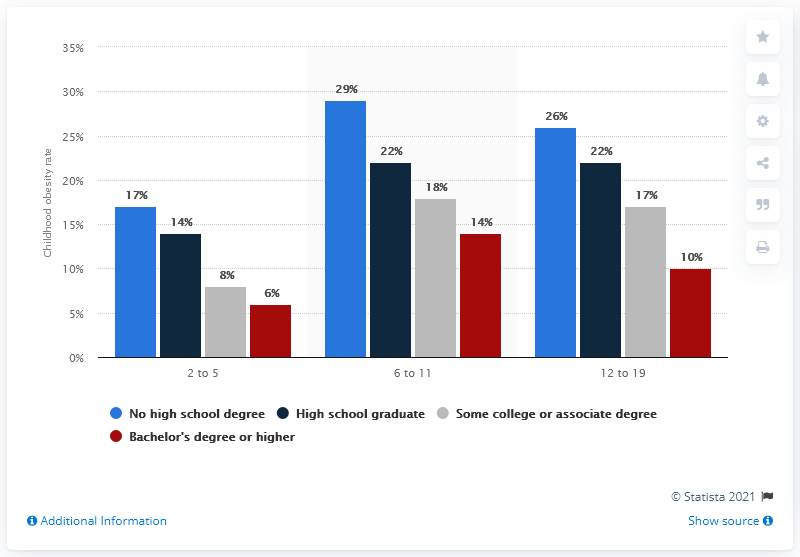 35%
30%
25%
20%
15%
10%
5%
0%
Childhood obesity rate
17%
14%
8%
6%
29%
22%
18%
14%
26%
22%
17%
10%
2 to 5
6 to 11
12 to 19
No high school degree
High school graduate
Some college or associate degree
Bachelor's degree or higher
© Statista 2021
Additional Information
Show source